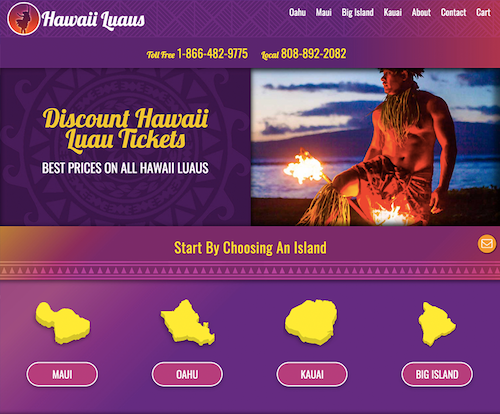 Hawaii Luaus
Oahu Maui Big Island Kauai About Contact Cart
Toll Free 1-866-482-9775 Local 808-892-2082
Discount Hawaii
Luau Tickets
BEST PRICES ON ALL HAWAII LUAUS
Start By Choosing An Island
MAUI
OAHU
KAUAI
BIG ISLAND